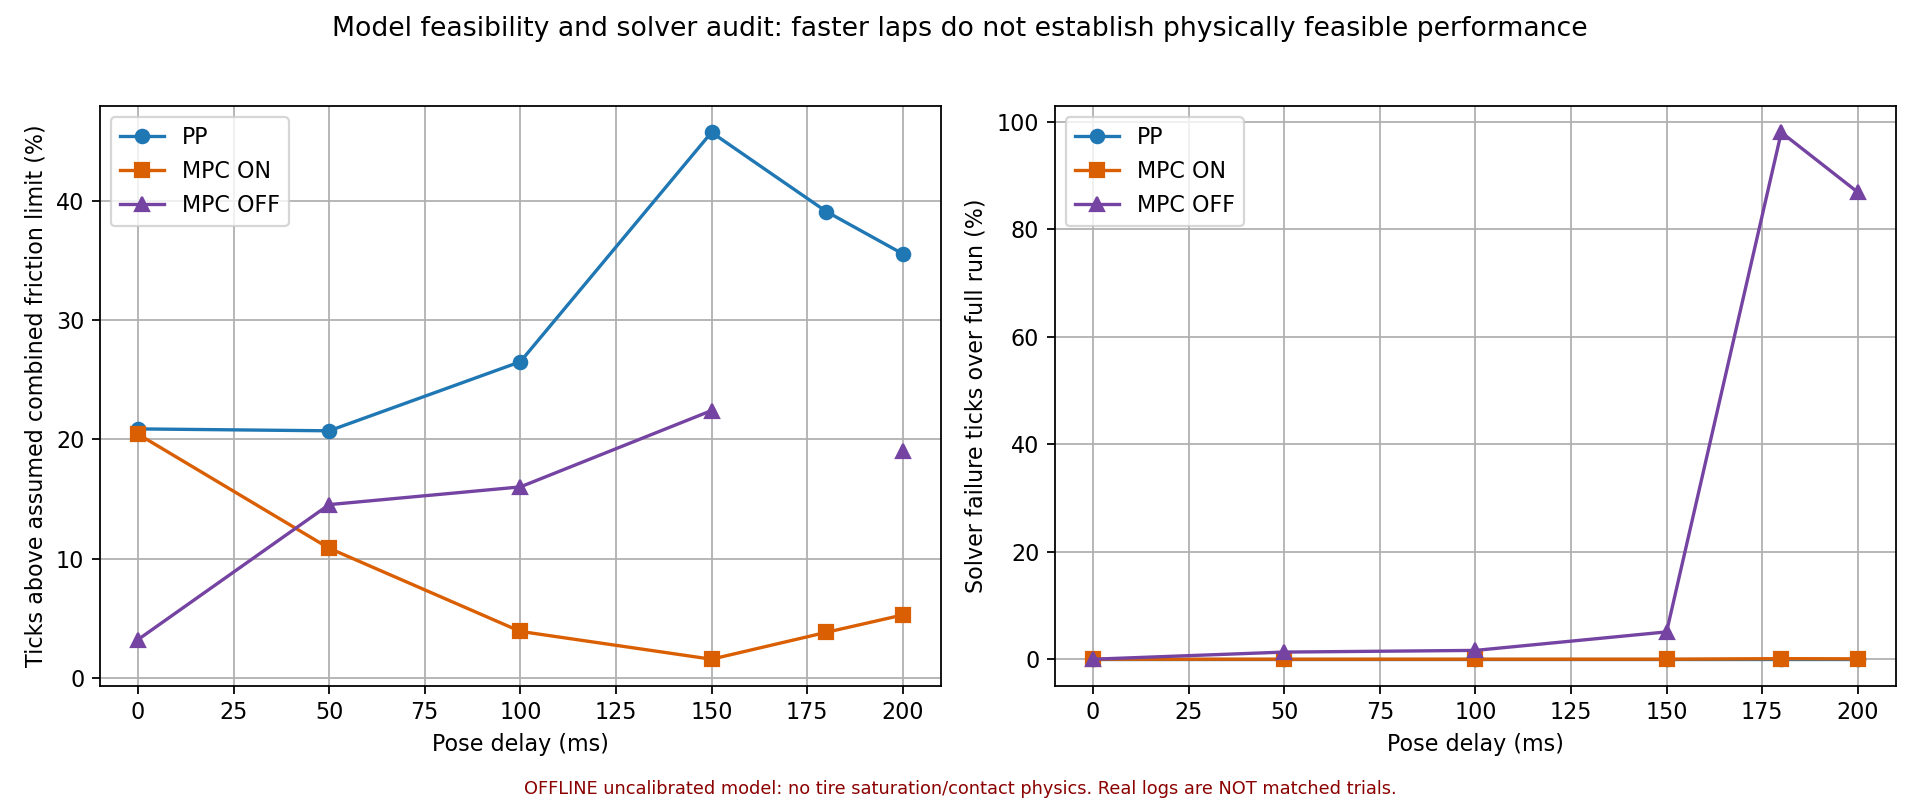 Model feasibility and solver audit: faster laps do not establish physically feasible performance
PP
MPC ON
MPC OFF
Ticks above assumed combined friction limit (%)
40
30
20
10
0
0 25 50 75 100 125 150 175 200
Pose delay (ms)
PP
MPC ON
MPC OFF
Solver failure ticks over full run (%)
100
80
60
40
20
0
0 25 50 75 100 125 150 175 200
Pose delay (ms)
OFFLINE uncalibrated model: no tire saturation/contact physics. Real logs are NOT matched trials.